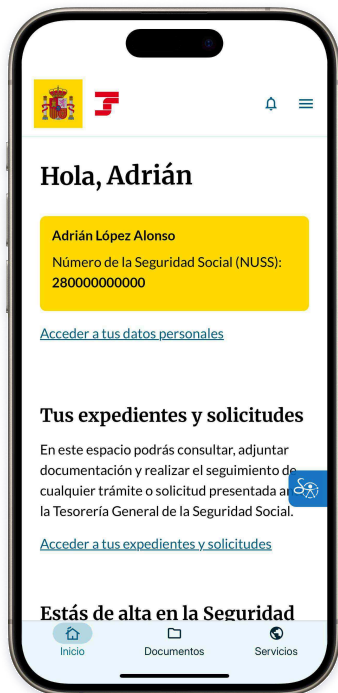 Hola, Adrián
Adrián López Alonso
Número de la Seguridad Social (NUSS):
280000000000
Acceder a tus datos personales
Tus expedientes y solicitudes
En este espacio podrás consultar, adjuntar
documentación y realizar el seguimiento de
cualquier trámite o solicitud presentada
la Tesorería General de la Seguridad Social.
Acceder a tus expedientes y solicitudes
Estás de alta en la Seguridad
Inicio
Documentos
Servicios